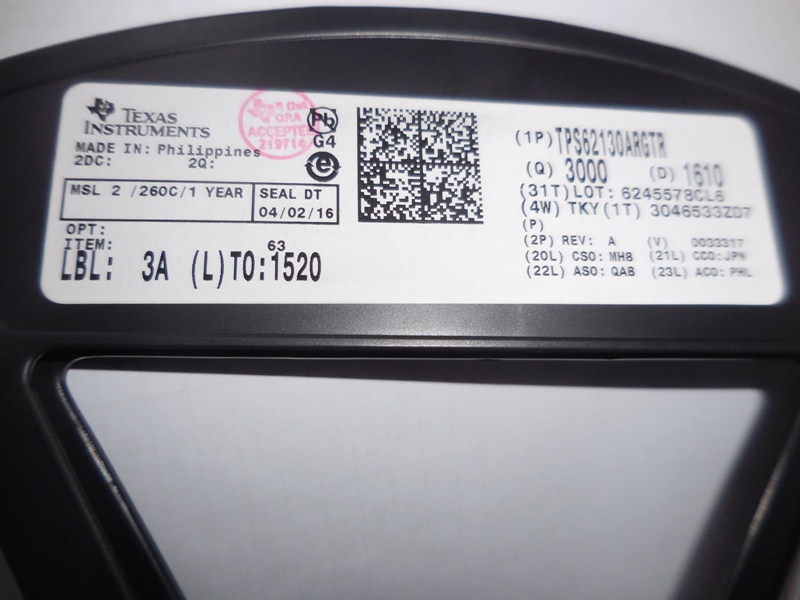 TEXAS
INSTRUMENTS
MADE IN: Philippines
2DC: 2Q:
ACCEPTED
219714
Pb
G4
e
MSL 2 /260C/1 YEAR
SEAL DT
04/02/16
OPT:
ITEM: 63
LBL: 3A (L)TO:1520
(1P)TPS62130ARGTR
(Q) 3000 (D) 1610
(31T)LOT: 6245578CL6
(4W) TKY(1T) 3046533ZD7
(P)
(2P) REV: A (V) 0033317
(20L) CSO: MH8 (21L) CCO:JPN
(22L) ASO: QAB (23L) ACO: PHL